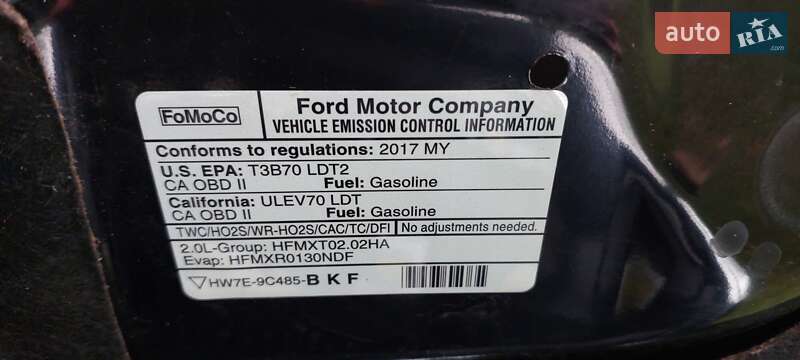 auto RIA
FoMoCo
Ford Motor Company
VEHICLE EMISSION CONTROL INFORMATION
Conforms to regulations: 2017 MY
U.S. EPA: T3B70 LDT2
CA OBD II Fuel: Gasoline
California: ULEV70 LDT
CA OBD II Fuel: Gasoline
TWC/HO2S/WR-HO2S/CAC/TC/DFI No adjustments needed.
2.0L-Group: HFMXT02.02HA
Evap: HFMXR0130NDF
HW7E-9C485-B K F